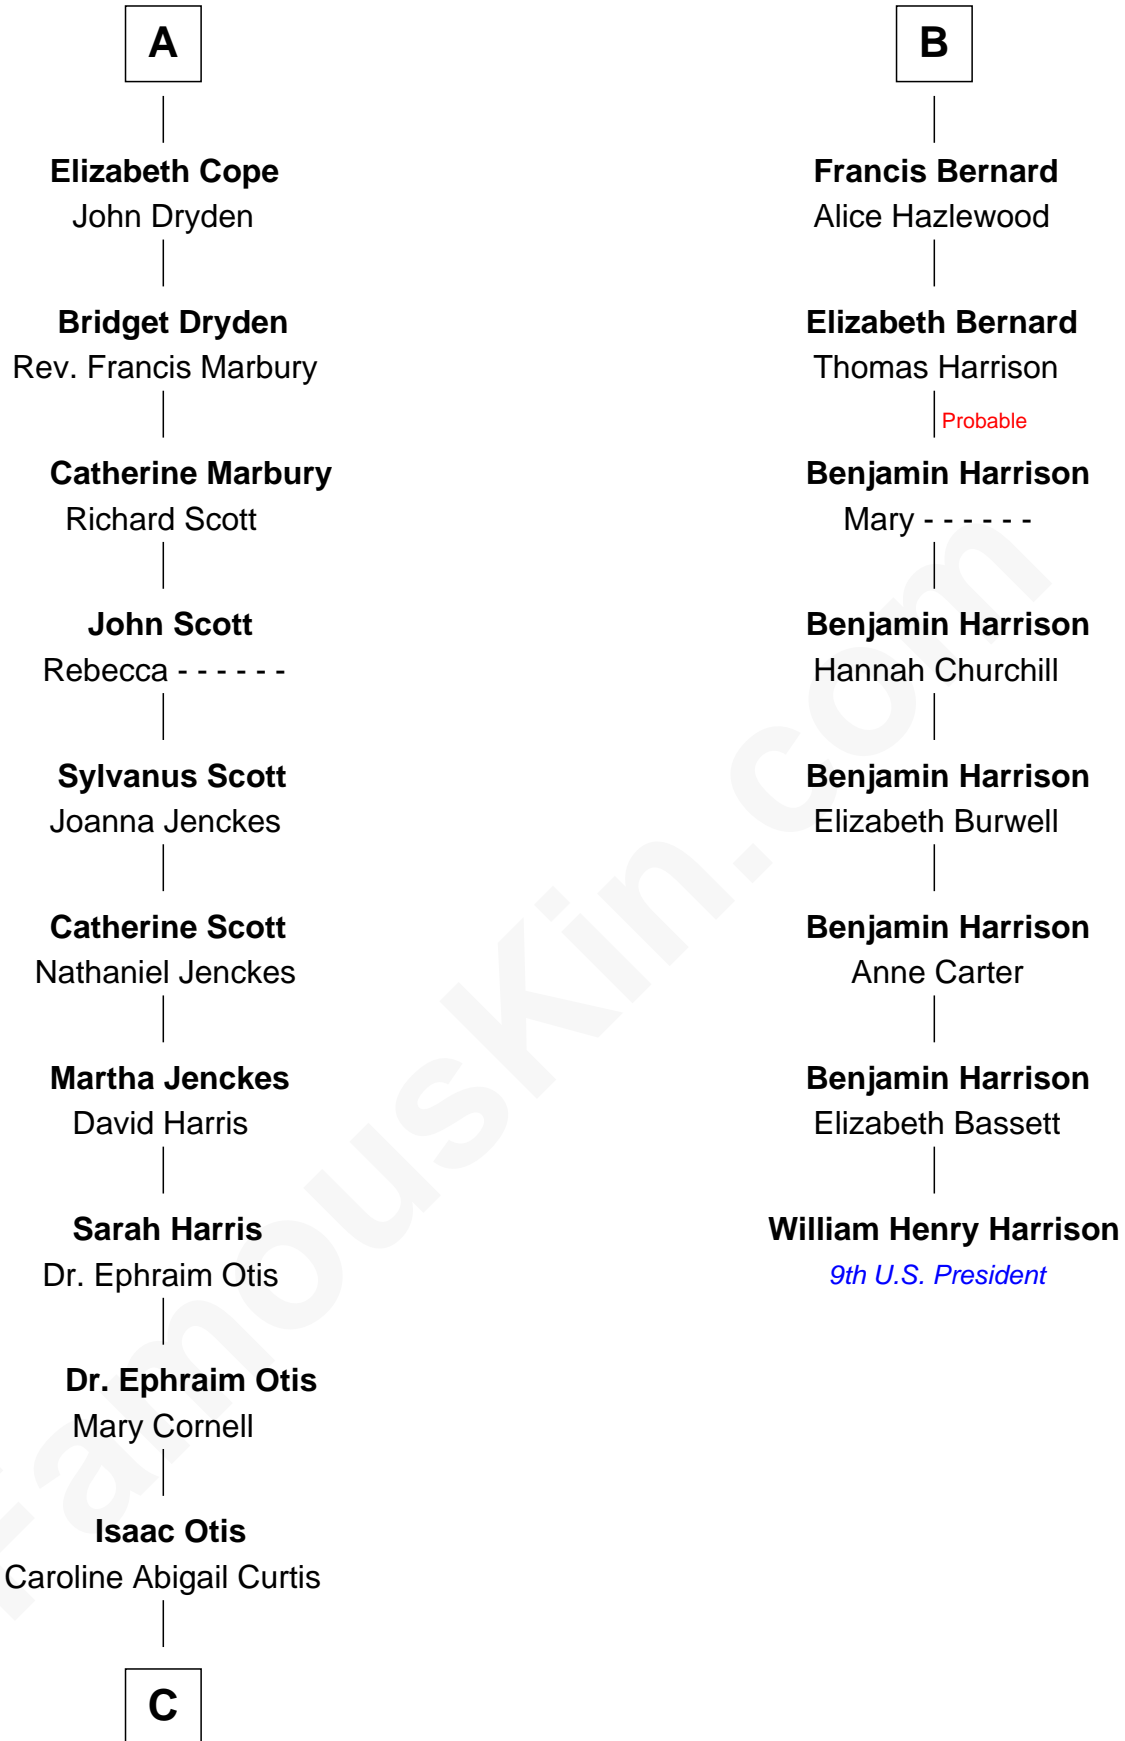 A
Elizabeth Cope
John Dryden
Bridget Dryden
Rev. Francis Marbury
Catherine Marbury
Richard Scott
John Scott
Rebecca - - - - - -
Sylvanus Scott
Joanna Jenckes
Catherine Scott
Nathaniel Jenckes
Martha Jenckes
David Harris
Sarah Harris
Dr. Ephraim Otis
Dr. Ephraim Otis
Mary Cornell
Isaac Otis
Caroline Abigail Curtis
C
B
Francis Bernard
Alice Hazlewood
Elizabeth Bernard
Thomas Harrison
Probable
Benjamin Harrison
Mary - - - - - -
Benjamin Harrison
Hannah Churchill
Benjamin Harrison
Elizabeth Burwell
Benjamin Harrison
Anne Carter
Benjamin Harrison
Elizabeth Bassett
William Henry Harrison
9th U.S. President
FamousKin.com